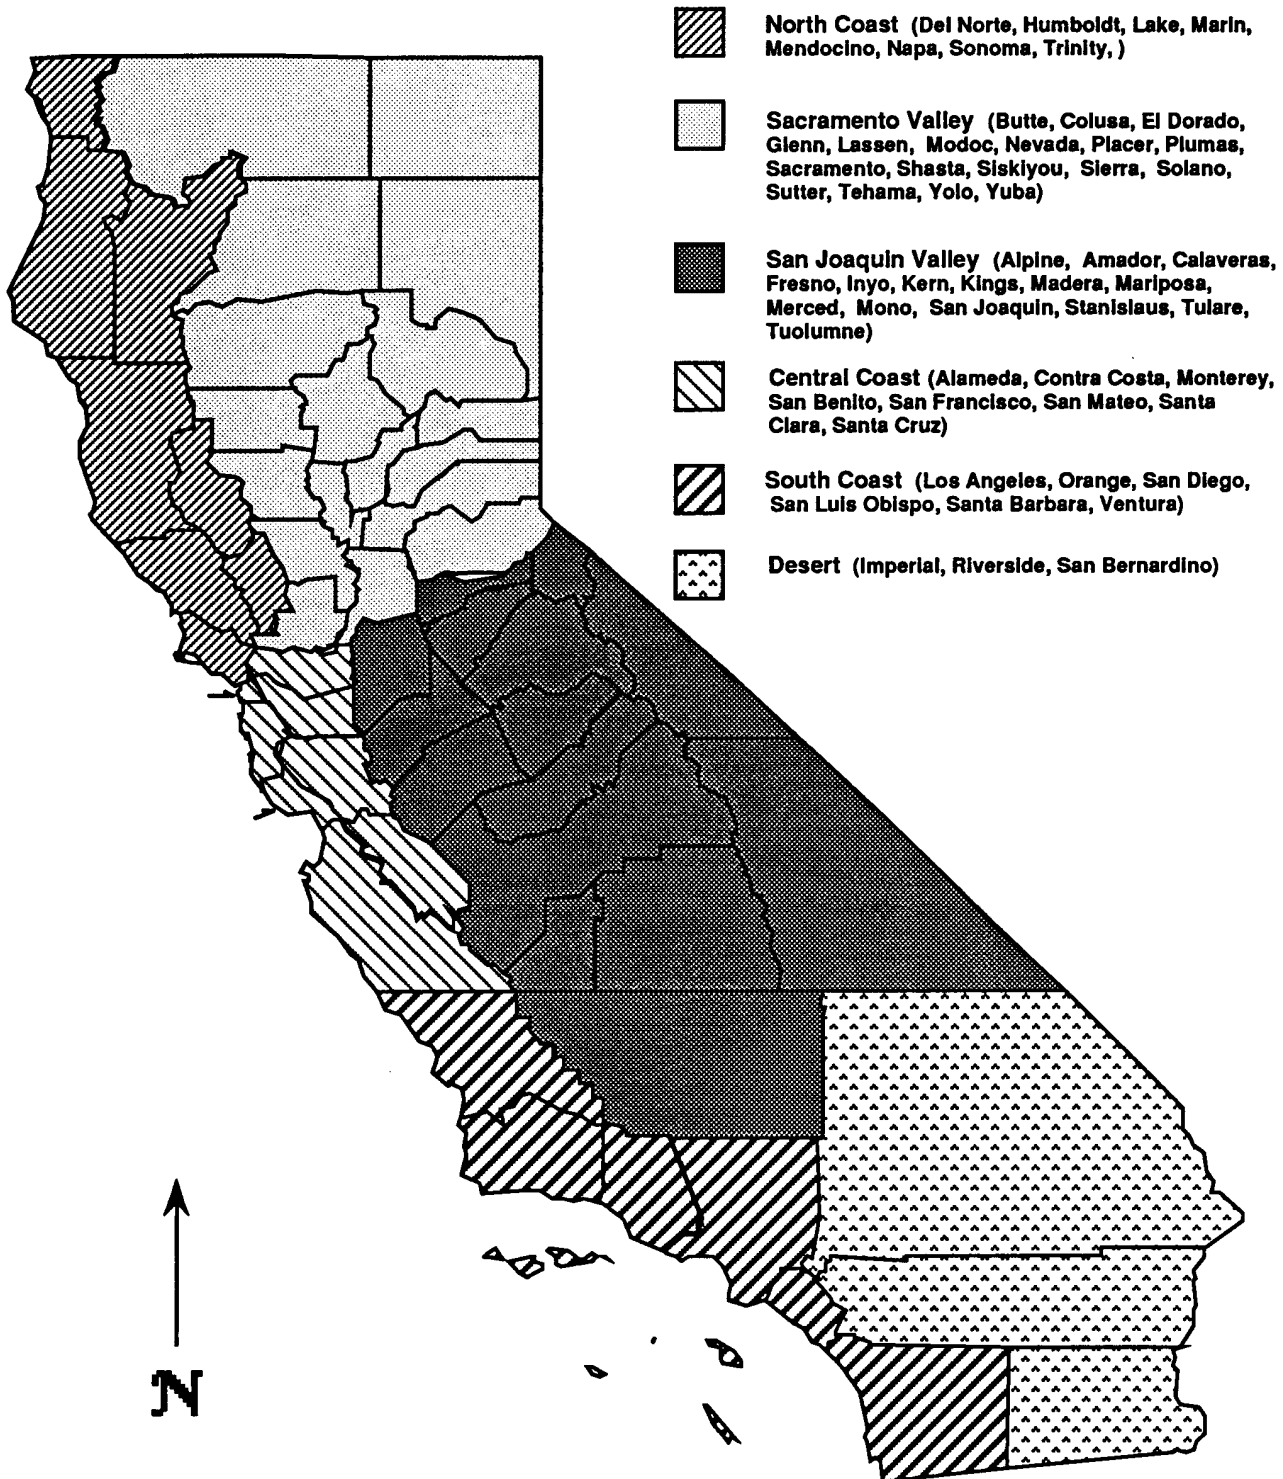 North Coast (Del Norte, Humboldt, Lake, Marin,
Mendocino, Napa, Sonoma, Trinity, )
Sacramento Valley (Butte, Colusa, El Dorado,
Glenn, Lassen, Modoc, Nevada, Placer, Plumas,
Sacramento, Shasta, Siskiyou, Sierra, Solano,
Sutter, Tehama, Yolo, Yuba)
San Joaquin Valley (Alpine, Amador, Calaveras,
Fresno, Inyo, Kern, Kings, Madera, Mariposa,
Merced, Mono, San Joaquin, Stanislaus, Tulare,
Tuolumne)
Central Coast (Alameda, Contra Costa, Monterey,
San Benito, San Francisco, San Mateo, Santa
Clara, Santa Cruz)
South Coast (Los Angeles, Orange, San Diego,
San Luis Obispo, Santa Barbara, Ventura)
Desert (Imperial, Riverside, San Bernardino)
N